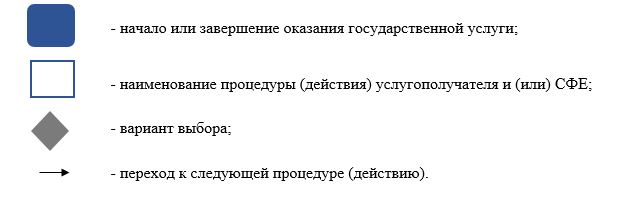 - начало или завершение оказания государственной услуги;
- наименование процедуры (действия) услугополучателя и (или) СФЕ;
- вариант выбора;
- переход к следующей процедуре (действию).